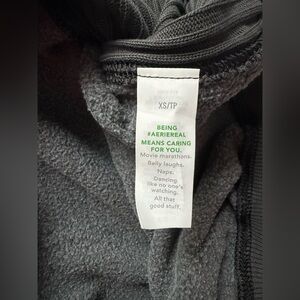 XS/TP
BEING
#AERIEREAL
MEANS CARING
FOR YOU.
Movie marathons.
Belly laughs.
Naps.
Dancing
like no one's
watching.
All that
good stuff.